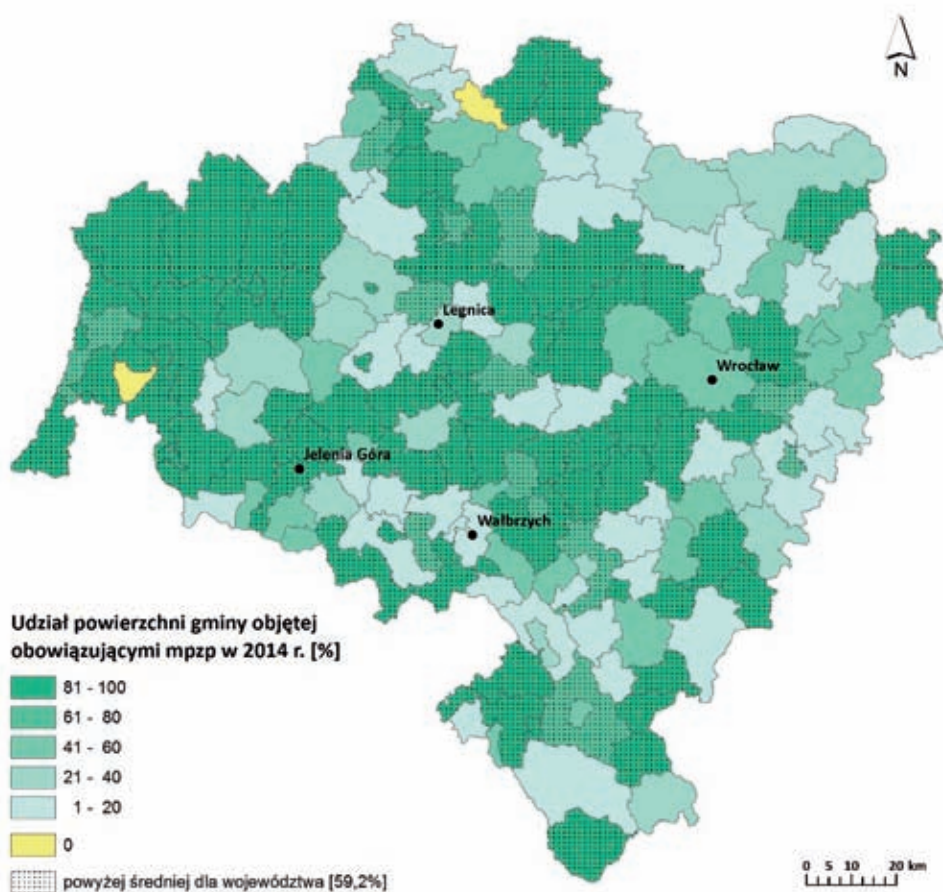 N
Legnica
Wrocław
Jelenia Góra
Wałbrzych
Udział powierzchni gminy objętej
obowiązującymi mpzp w 2014 r. [%]
81 - 100
61 - 80
41 - 60
21 - 40
1 - 20
0
powyżej średniej dla województwa [59,2%]
0 5 10 20 km